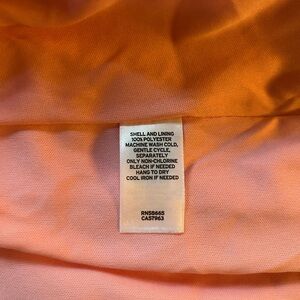 SHELL AND LINING
100% POLYESTER
MACHINE WASH COLD,
GENTLE CYCLE,
SEPARATELY
ONLY NON-CHLORINE
BLEACH IF NEEDED
HANG TO DRY
COOL IRON IF NEEDED
RN58665
CA57963